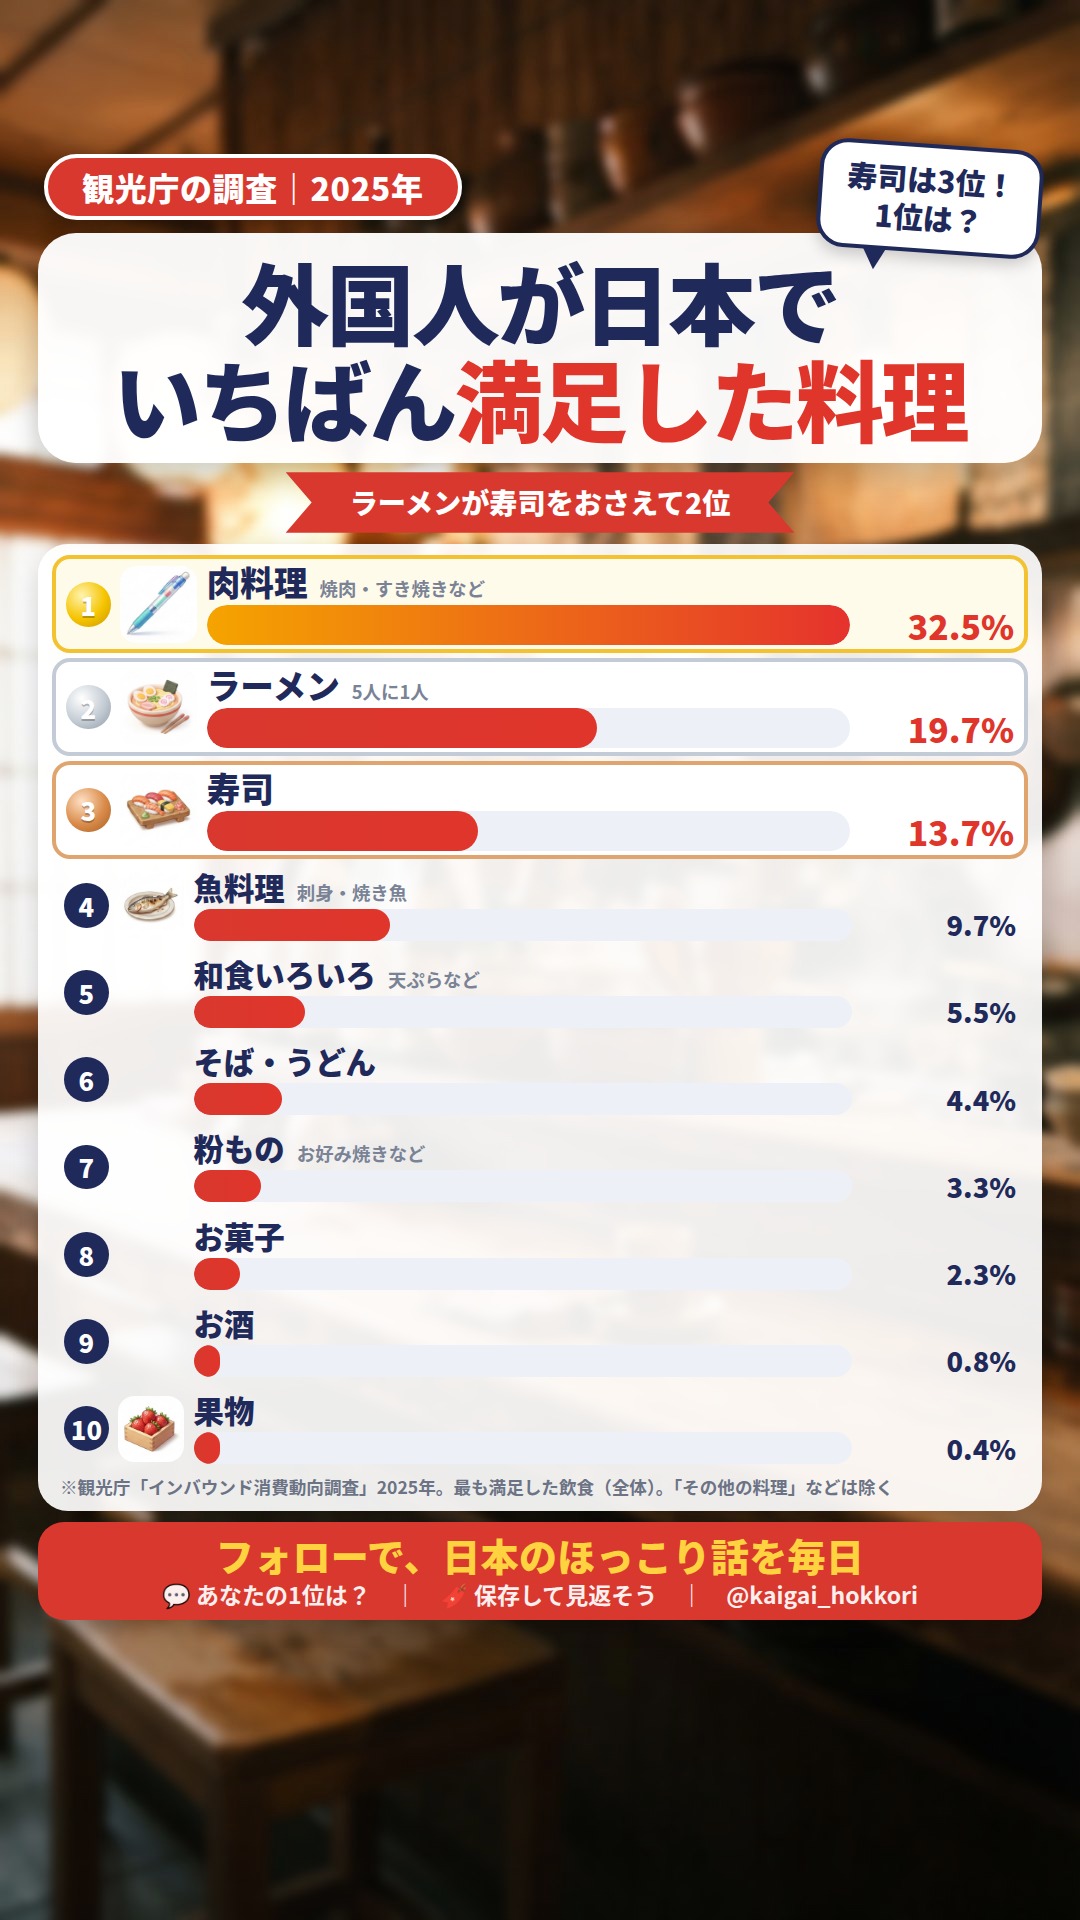 観光庁の調査｜2025年
寿司は3位！
1位は？
外国人が日本で
いちばん満足した料理
ラーメンが寿司をおさえて2位
1 肉料理 焼肉・すき焼きなど
32.5%
2 ラーメン 5人に1人
19.7%
3 寿司
13.7%
4 魚料理 刺身・焼き魚
9.7%
5 和食いろいろ 天ぷらなど
5.5%
6 そば・うどん
4.4%
7 粉もの お好み焼きなど
3.3%
8 お菓子
2.3%
9 お酒
0.8%
10 果物
0.4%
※観光庁「インバウンド消費動向調査」2025年。最も満足した飲食（全体）。「その他の料理」などは除く
フォローで、日本のほっこり話を毎日
💬 あなたの1位は？ ｜ 保存して見返そう ｜ @kaigai_hokkori